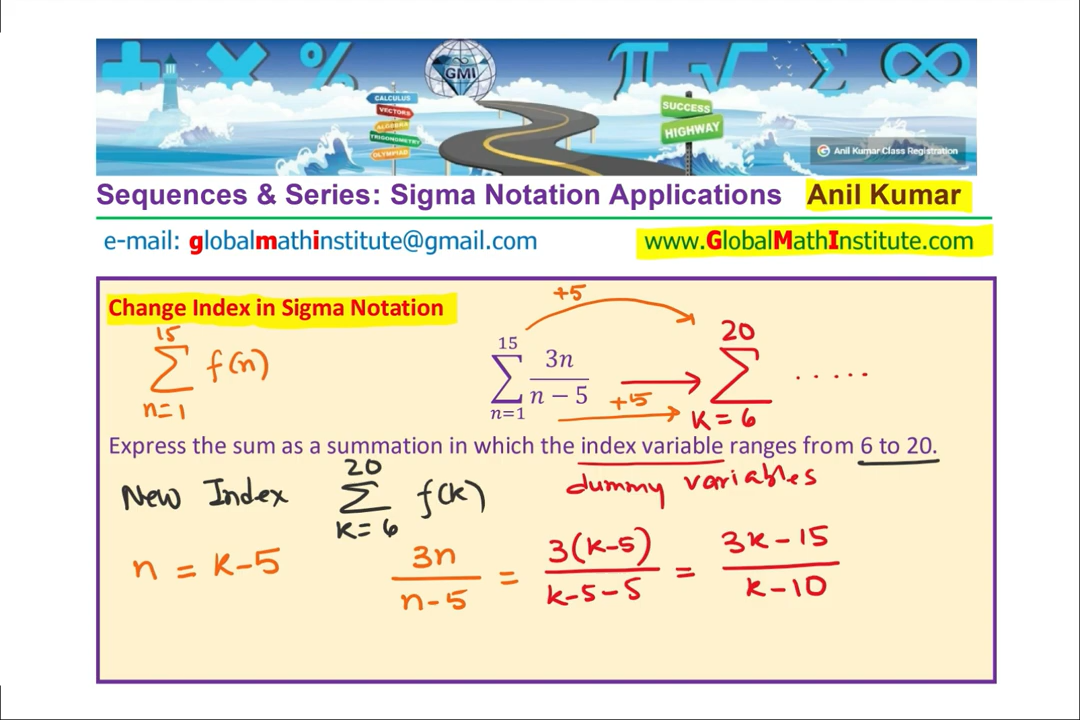 GMI
CALCULUS
VECTORS
ALGEBRA
TRIGONOMETRY
OLYMPIAD
SUCCESS
HIGHWAY
Anil Kumar Class Registration
Sequences & Series: Sigma Notation Applications Anil Kumar
e-mail: globalmathinstitute@gmail.com www.GlobalMathInstitute.com
Change Index in Sigma Notation
+5
15 ∑ n=1 f(n)
15 ∑ n=1 3n / n − 5 → 20 ∑ K=6 .....
+5
Express the sum as a summation in which the index variable ranges from 6 to 20.
New Index 20 ∑ K=6 f(k) dummy variables
n = k-5 3n / n-5 = 3(k-5) / k-5-5 = 3k-15 / k-10